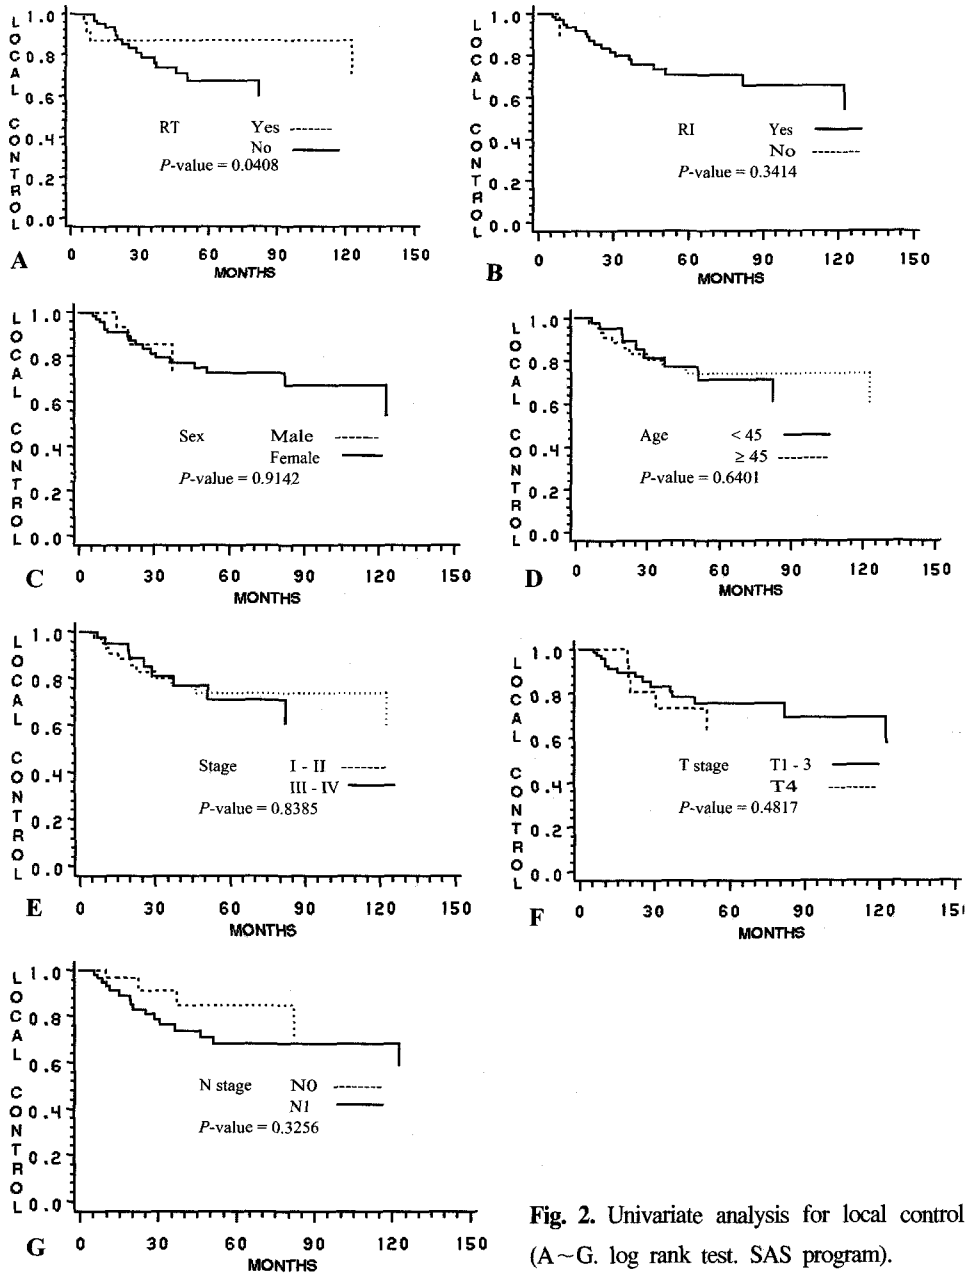 LOCAL CONTROL
1.0
0.8
0.6
0.4
0.2
0.0
RT Yes
No
P-value = 0.0408
0 30 60 90 120 150
MONTHS
A
LOCAL CONTROL
1.0
0.8
0.6
0.4
0.2
0.0
RI Yes
No
P-value = 0.3414
0 30 60 90 120 150
MONTHS
B
LOCAL CONTROL
1.0
0.8
0.6
0.4
0.2
0.0
Sex Male
Female
P-value = 0.9142
0 30 60 90 120 150
MONTHS
C
LOCAL CONTROL
1.0
0.8
0.6
0.4
0.2
0.0
Age < 45
≥ 45
P-value = 0.6401
0 30 60 90 120 150
MONTHS
D
LOCAL CONTROL
1.0
0.8
0.6
0.4
0.2
0.0
Stage I - II
III - IV
P-value = 0.8385
0 30 60 90 120 150
MONTHS
E
LOCAL CONTROL
1.0
0.8
0.6
0.4
0.2
0.0
T stage T1 - 3
T4
P-value = 0.4817
0 30 60 90 120 15
MONTHS
F
LOCAL CONTROL
1.0
0.8
0.6
0.4
0.2
0.0
N stage N0
N1
P-value = 0.3256
0 30 60 90 120 150
MONTHS
G
Fig. 2. Univariate analysis for local control
(A~G. log rank test. SAS program).